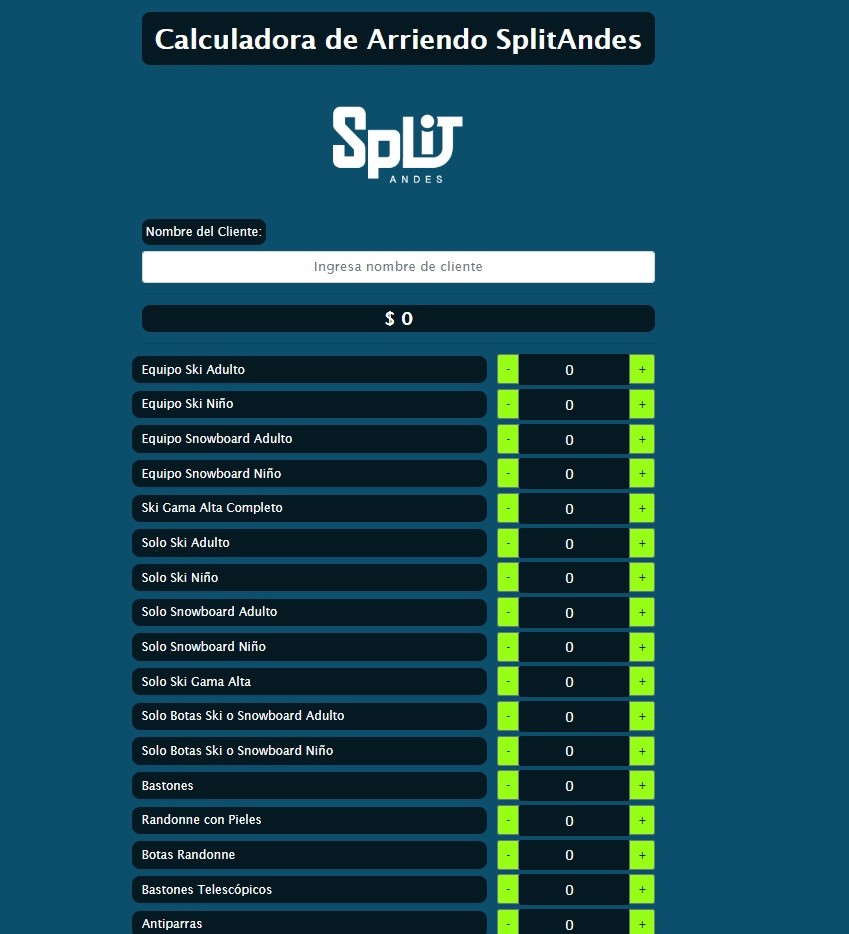 Calculadora de Arriendo SplitAndes
SpLiT
ANDES
Nombre del Cliente:
Ingresa nombre de cliente
$ 0
Equipo Ski Adulto - 0 +
Equipo Ski Niño - 0 +
Equipo Snowboard Adulto - 0 +
Equipo Snowboard Niño - 0 +
Ski Gama Alta Completo - 0 +
Solo Ski Adulto - 0 +
Solo Ski Niño - 0 +
Solo Snowboard Adulto - 0 +
Solo Snowboard Niño - 0 +
Solo Ski Gama Alta - 0 +
Solo Botas Ski o Snowboard Adulto - 0 +
Solo Botas Ski o Snowboard Niño - 0 +
Bastones - 0 +
Randonne con Pieles - 0 +
Botas Randonne - 0 +
Bastones Telescópicos - 0 +
Antiparras - 0 +